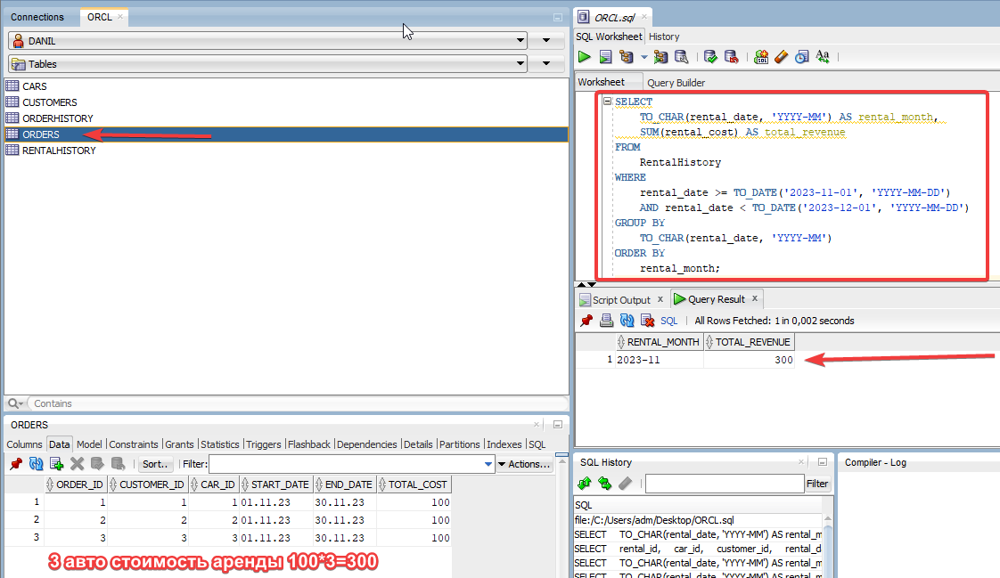 Connections ORCL
DANIL
Tables
CARS
CUSTOMERS
ORDERHISTORY
ORDERS
RENTALHISTORY
Contains
ORDERS
Columns Data Model Constraints Grants Statistics Triggers Flashback Dependencies Details Partitions Indexes SQL
Sort.. Filter: Actions...
ORDER_ID CUSTOMER_ID CAR_ID START_DATE END_DATE TOTAL_COST
1 1 1 1 01.11.23 30.11.23 100
2 2 2 2 01.11.23 30.11.23 100
3 3 3 3 01.11.23 30.11.23 100
3 авто стоимость аренды 100*3=300
ORCL.sql
SQL Worksheet History
Worksheet Query Builder
SELECT
TO_CHAR(rental_date, 'YYYY-MM') AS rental_month,
SUM(rental_cost) AS total_revenue
FROM
RentalHistory
WHERE
rental_date >= TO_DATE('2023-11-01', 'YYYY-MM-DD')
AND rental_date < TO_DATE('2023-12-01', 'YYYY-MM-DD')
GROUP BY
TO_CHAR(rental_date, 'YYYY-MM')
ORDER BY
rental_month;
Script Output x Query Result x
SQL All Rows Fetched: 1 in 0,002 seconds
RENTAL_MONTH TOTAL_REVENUE
1 2023-11 300
SQL History
Filter
SQL
file:/C:/Users/adm/Desktop/ORCL.sql
SELECT TO_CHAR(rental_date, 'YYYY-MM') AS rental_m
SELECT rental_id, car_id, customer_id, rental_d
SELECT TO_CHAR(rental_date, 'YYYY-MM') AS rental_m
SELECT TO_CHAR(rental_date, 'YYYY-MM') AS rental_m
Compiler - Log